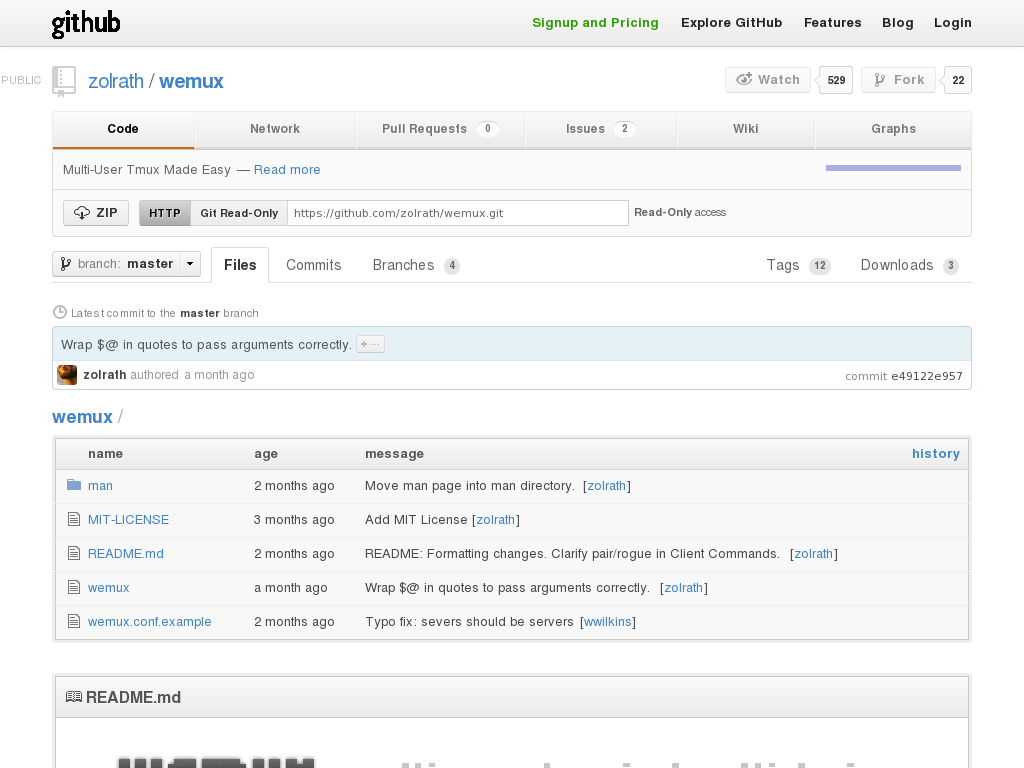 github
Signup and Pricing Explore GitHub Features Blog Login
PUBLIC zolrath / wemux Watch 529 Fork 22
Code Network Pull Requests 0 Issues 2 Wiki Graphs
Multi-User Tmux Made Easy — Read more
ZIP HTTP Git Read-Only https://github.com/zolrath/wemux.git Read-Only access
branch: master Files Commits Branches 4 Tags 12 Downloads 3
Latest commit to the master branch
Wrap $@ in quotes to pass arguments correctly. + ...
zolrath authored a month ago commit e49122e957
wemux /
name age message history
man 2 months ago Move man page into man directory. [zolrath]
MIT-LICENSE 3 months ago Add MIT License [zolrath]
README.md 2 months ago README: Formatting changes. Clarify pair/rogue in Client Commands. [zolrath]
wemux a month ago Wrap $@ in quotes to pass arguments correctly. [zolrath]
wemux.conf.example 2 months ago Typo fix: severs should be servers [wwilkins]
README.md